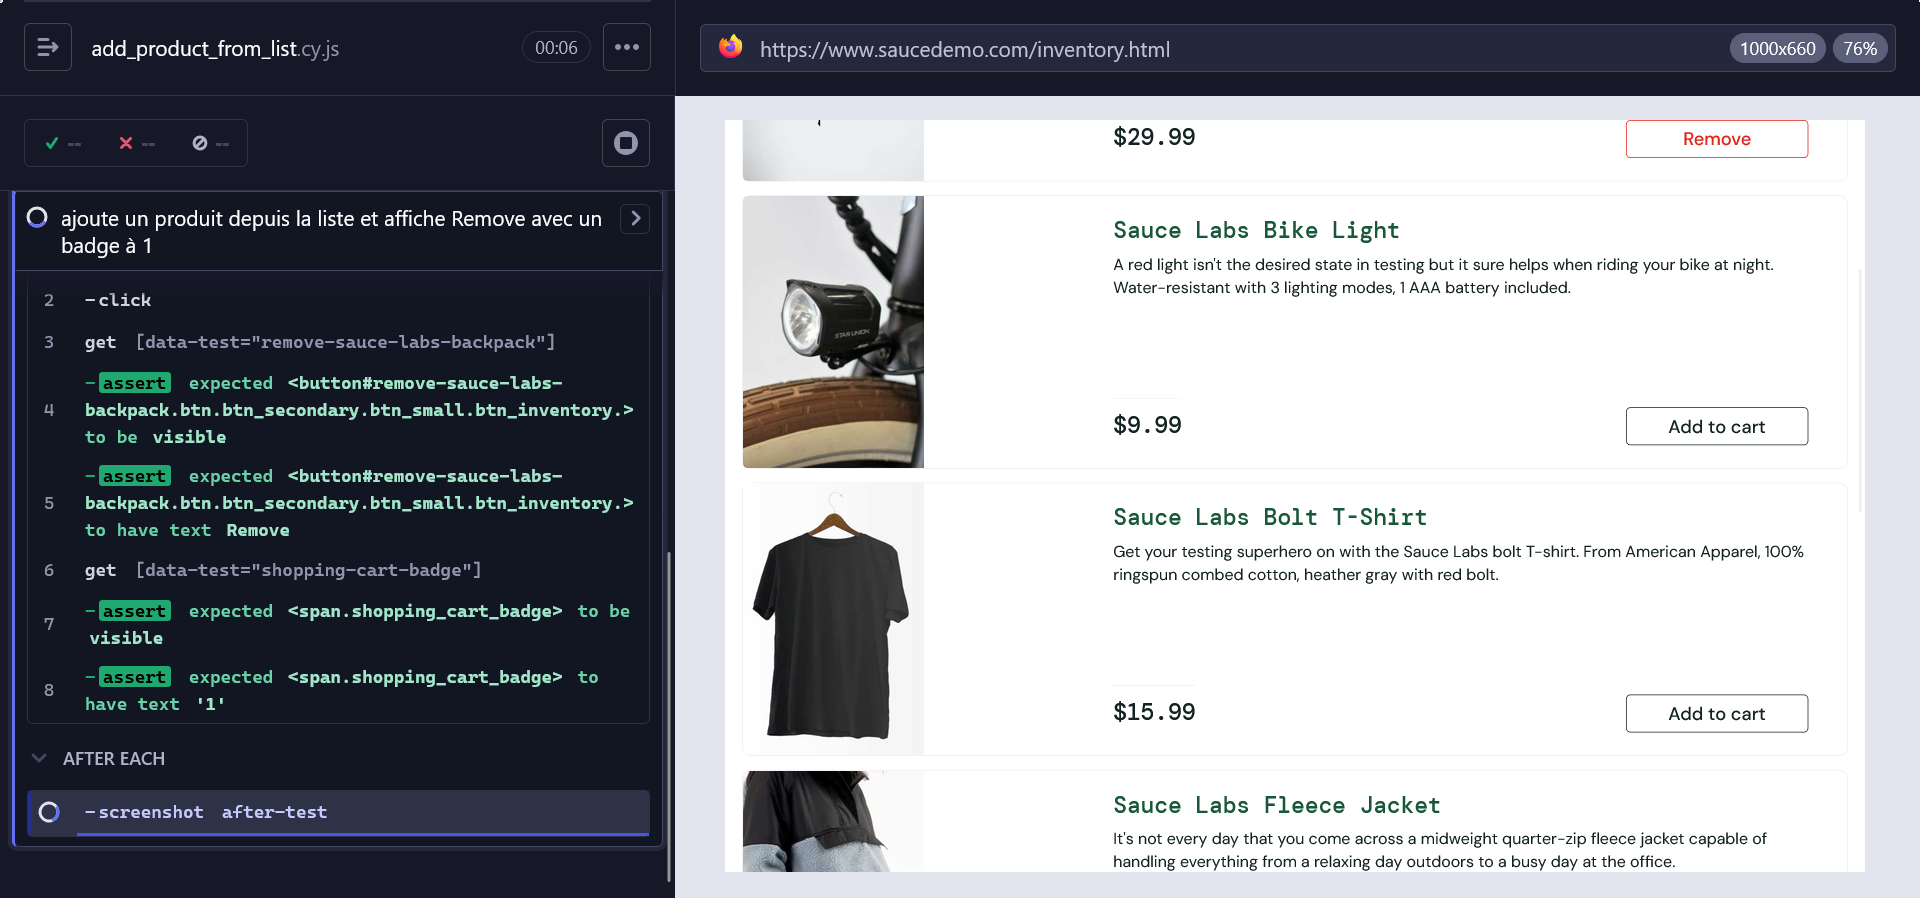 add_product_from_list.cy.js
00:06
--
--
--
ajoute un produit depuis la liste et affiche Remove avec un
badge à 1
2 -click
3 get [data-test="remove-sauce-labs-backpack"]
4 -assert expected <button#remove-sauce-labs-
backpack.btn.btn_secondary.btn_small.btn_inventory.>
to be visible
5 -assert expected <button#remove-sauce-labs-
backpack.btn.btn_secondary.btn_small.btn_inventory.>
to have text Remove
6 get [data-test="shopping-cart-badge"]
7 -assert expected <span.shopping_cart_badge> to be
visible
8 -assert expected <span.shopping_cart_badge> to
have text '1'
AFTER EACH
-screenshot after-test
https://www.saucedemo.com/inventory.html
1000x660
76%
$29.99
Remove
Sauce Labs Bike Light
A red light isn't the desired state in testing but it sure helps when riding your bike at night.
Water-resistant with 3 lighting modes, 1 AAA battery included.
STAR UNION
$9.99
Add to cart
Sauce Labs Bolt T-Shirt
Get your testing superhero on with the Sauce Labs bolt T-shirt. From American Apparel, 100%
ringspun combed cotton, heather gray with red bolt.
$15.99
Add to cart
Sauce Labs Fleece Jacket
It's not every day that you come across a midweight quarter-zip fleece jacket capable of
handling everything from a relaxing day outdoors to a busy day at the office.